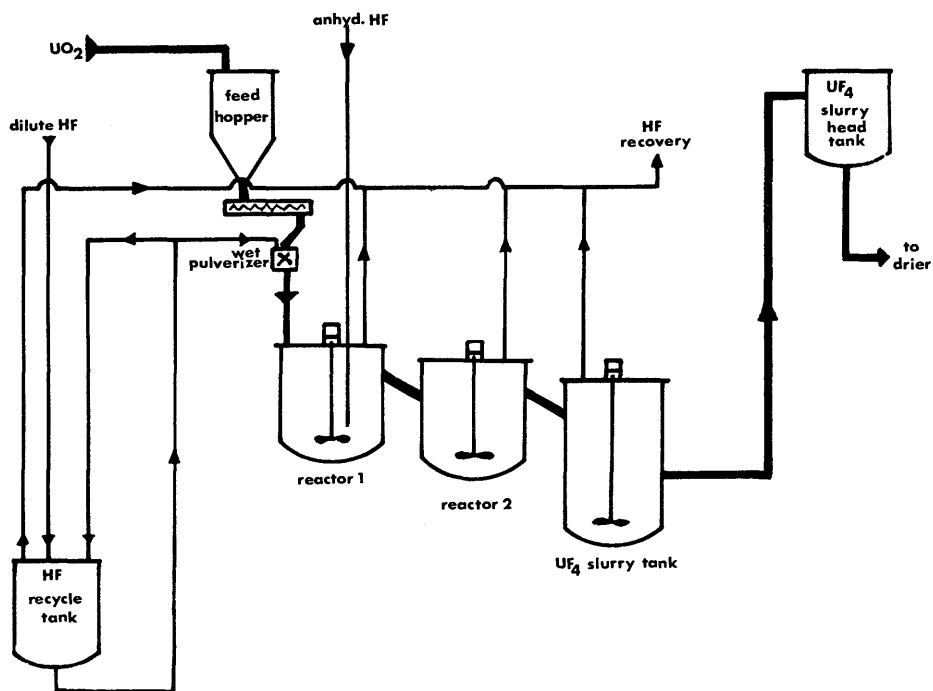 anhyd. HF
UO2
feed
hopper
UF4
slurry
head
tank
dilute HF
HF
recovery
wet
pulverizer
to
drier
reactor 1
reactor 2
UF4 slurry tank
HF
recycle
tank